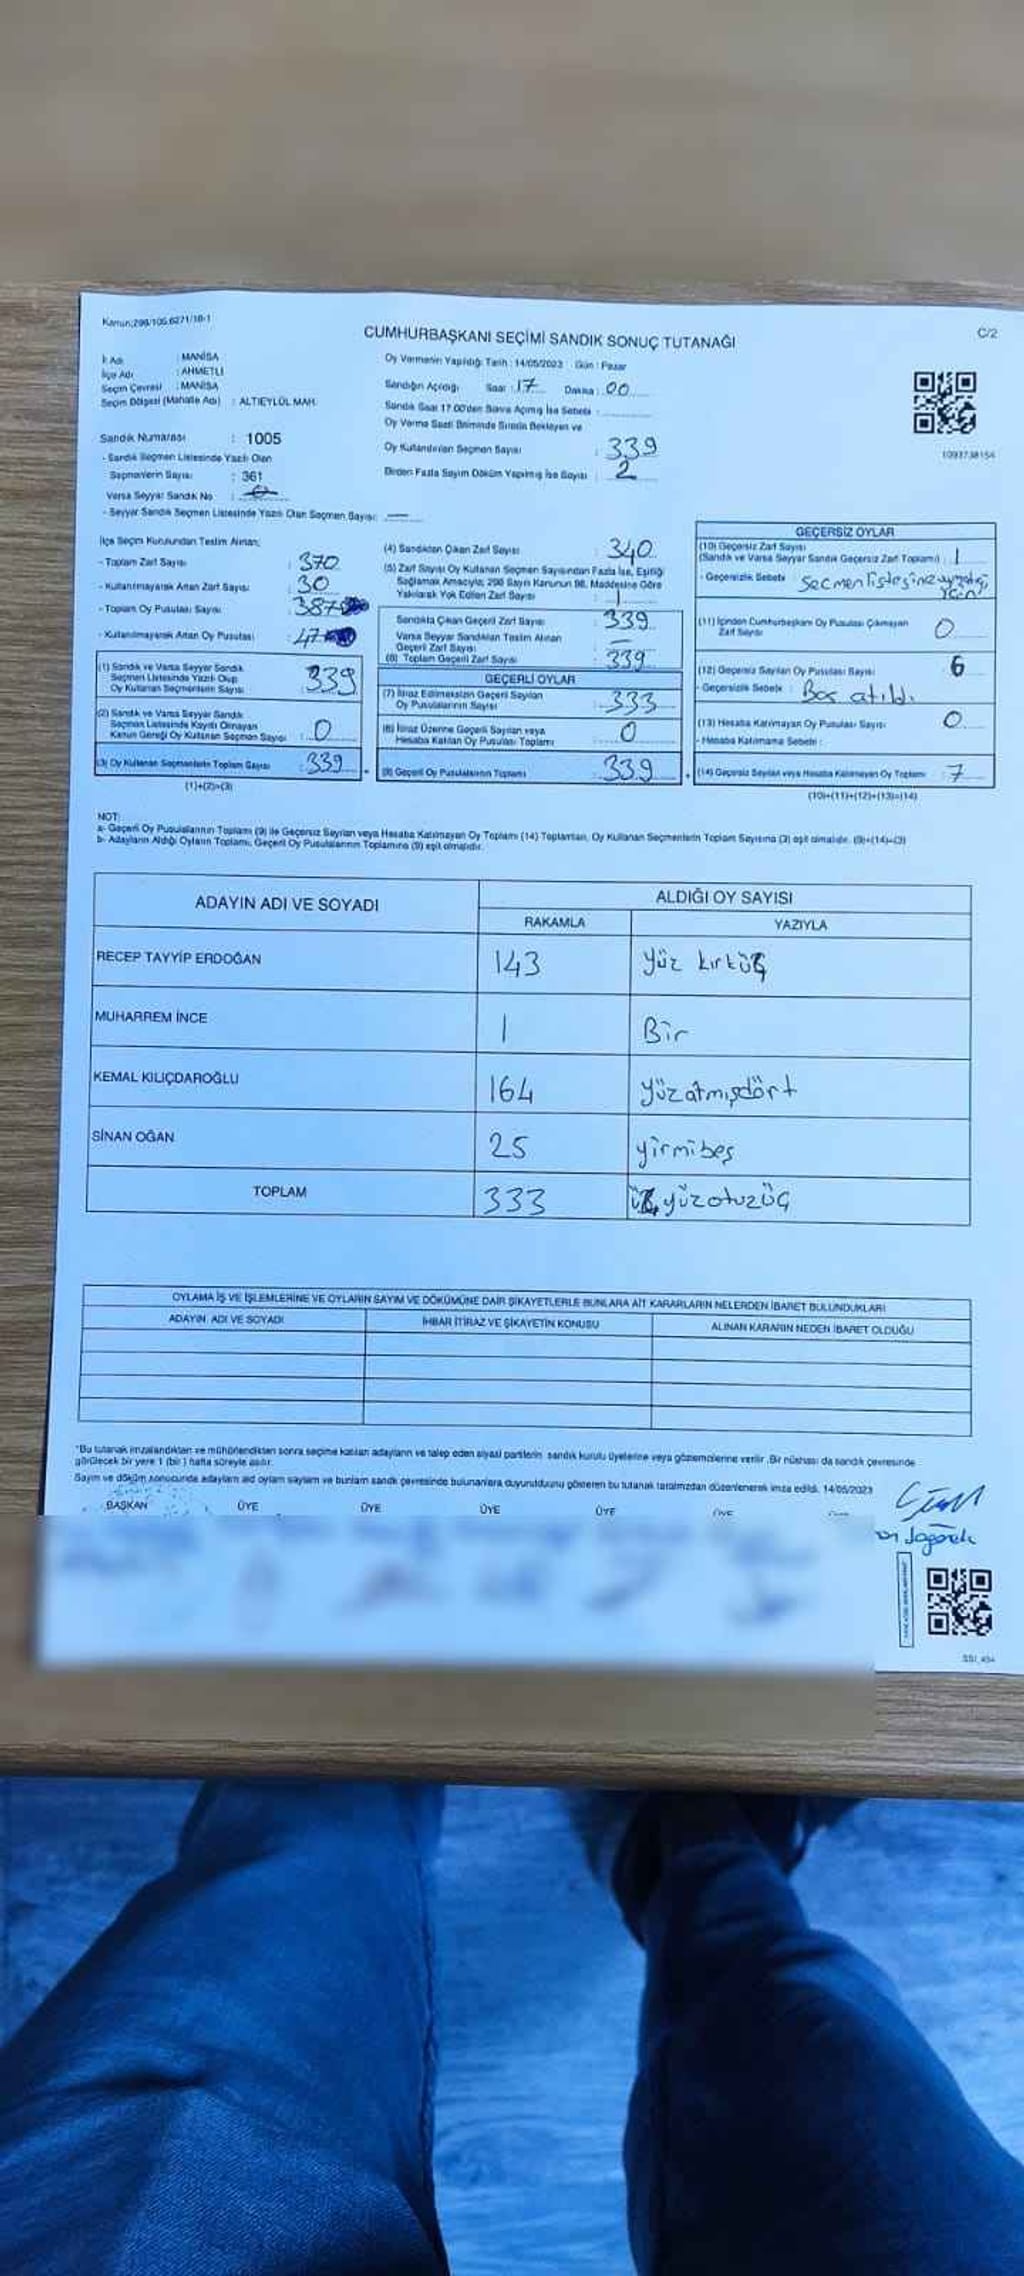 Kanun:298/105.6271/18-1
CUMHURBAŞKANI SEÇİMİ SANDIK SONUÇ TUTANAĞI
C/2
İl Adı : MANİSA
İlçe Adı : AHMETLİ
Seçim Çevresi : MANİSA
Seçim Bölgesi (Mahalle Adı) : ALTIEYLÜL MAH.
Sandık Numarası : 1005
- Sandık Seçmen Listesinde Yazılı Olan
Seçmenlerin Sayısı : 361
Varsa Seyyar Sandık No :
- Seyyar Sandık Seçmen Listesinde Yazılı Olan Seçmen Sayısı: —
Oy Vermenin Yapıldığı Tarih : 14/05/2023 Gün : Pazar
Sandığın Açıldığı Saat : 17 Dakika : 00
Sandık Saat 17.00'den Sonra Açılmış İse Sebebi :
Oy Verme Saati Bitiminde Sırada Bekleyen ve
Oy Kullandırılan Seçmen Sayısı : 339
Birden Fazla Sayım Döküm Yapılmış İse Sayısı : 2
1093738154
İlçe Seçim Kurulundan Teslim Alınan;
- Toplam Zarf Sayısı : 370
- Kullanılmayarak Artan Zarf Sayısı : 30
- Toplam Oy Pusulası Sayısı : 387
- Kullanılmayarak Artan Oy Pusulası : 47
(1) Sandık ve Varsa Seyyar Sandık
Seçmen Listesinde Yazılı Olup
Oy Kullanan Seçmenlerin Sayısı : 339
(2) Sandık ve Varsa Seyyar Sandık
Seçmen Listesinde Kaydı Olmayan
Kanun Gereği Oy Kullanan Seçmen Sayısı : 0
(3) Oy Kullanan Seçmenlerin Toplam Sayısı : 339
(1)+(2)=(3)
(4) Sandıktan Çıkan Zarf Sayısı : 340
(5) Zarf Sayısı Oy Kullanan Seçmen Sayısından Fazla İse, Eşitliği
Sağlamak Amacıyla; 298 Sayılı Kanunun 98. Maddesine Göre
Yakılarak Yok Edilen Zarf Sayısı : 1
Sandıkta Çıkan Geçerli Zarf Sayısı : 339
Varsa Seyyar Sandıktan Teslim Alınan
Geçerli Zarf Sayısı : —
(6) Toplam Geçerli Zarf Sayısı : 339
GEÇERLİ OYLAR
(7) İtiraz Edilmeksizin Geçerli Sayılan
Oy Pusulalarının Sayısı : 333
(8) İtiraz Üzerine Geçerli Sayılan veya
Hesaba Katılan Oy Pusulası Toplamı : 0
(9) Geçerli Oy Pusulalarının Toplamı : 339
GEÇERSİZ OYLAR
(10) Geçersiz Zarf Sayısı
(Sandık ve Varsa Seyyar Sandık Geçersiz Zarf Toplamı) : 1
- Geçersizlik Sebebi : Seçmen listesine uymadığı
için
(11) İçinden Cumhurbaşkanı Oy Pusulası Çıkmayan
Zarf Sayısı : 0
(12) Geçersiz Sayılan Oy Pusulası Sayısı : 6
- Geçersizlik Sebebi : Boş atıldı.
(13) Hesaba Katılmayan Oy Pusulası Sayısı : 0
- Hesaba Katılmama Sebebi :
(14) Geçersiz Sayılan veya Hesaba Katılmayan Oy Toplamı : 7
(10)+(11)+(12)+(13)=(14)
NOT:
a- Geçerli Oy Pusulalarının Toplamı (9) ile Geçersiz Sayılan veya Hesaba Katılmayan Oy Toplamı (14) Toplamları, Oy Kullanan Seçmenlerin Toplam Sayısına (3) eşit olmalıdır. (9)+(14)=(3)
b- Adayların Aldığı Oyların Toplamı, Geçerli Oy Pusulalarının Toplamına (9) eşit olmalıdır.
ADAYIN ADI VE SOYADI
ALDIĞI OY SAYISI
RAKAMLA YAZIYLA
RECEP TAYYİP ERDOĞAN 143 Yüz kırküç
MUHARREM İNCE 1 Bir
KEMAL KILIÇDAROĞLU 164 Yüzatmışdört
SİNAN OĞAN 25 yirmibeş
TOPLAM 333 üçyüzotuzüç
OYLAMA İŞ VE İŞLEMLERİNE VE OYLARIN SAYIM VE DÖKÜMÜNE DAİR ŞİKAYETLERLE BUNLARA AİT KARARLARIN NELERDEN İBARET BULUNDUKLARI
ADAYIN ADI VE SOYADI İHBAR İTİRAZ VE ŞİKAYETİN KONUSU ALINAN KARARIN NEDEN İBARET OLDUĞU
*Bu tutanak imzalandıktan ve mühürlendikten sonra seçime katılan adayların ve talep eden siyasi partilerin sandık kurulu üyelerine veya gözlemcilerine verilir. Bir nüshası da sandık çevresinde
görülecek bir yere 1 (bir) hafta süreyle asılır.
Sayım ve döküm sonucunda adayların aldığı oyların sayıları ve bunların sandık çevresinde bulunanlara duyurulduğunu gösteren bu tutanak tarafımızdan düzenlenerek imza edildi. 14/05/2023
BAŞKAN ÜYE ÜYE ÜYE ÜYE ÜYE